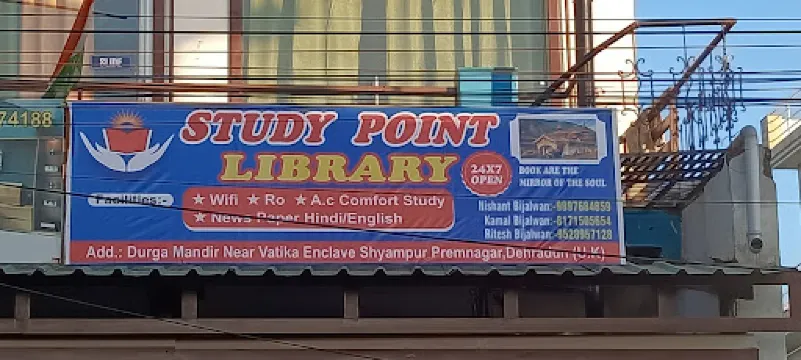 74188
STUDY POINT
LIBRARY
24X7
OPEN
BOOK ARE THE
MIRROR OF THE SOUL
Facilities:-
★ Wifi ★ Ro ★ A.c Comfort Study
★ News Paper Hindi/English
Nishant Bijalwan:-
Kamal Bijalwan:-8171505654
Ritesh Bijalwan:-9528957128
Add.: Durga Mandir Near Vatika Enclave Shyampur Premnagar,Dehradun (U.K)